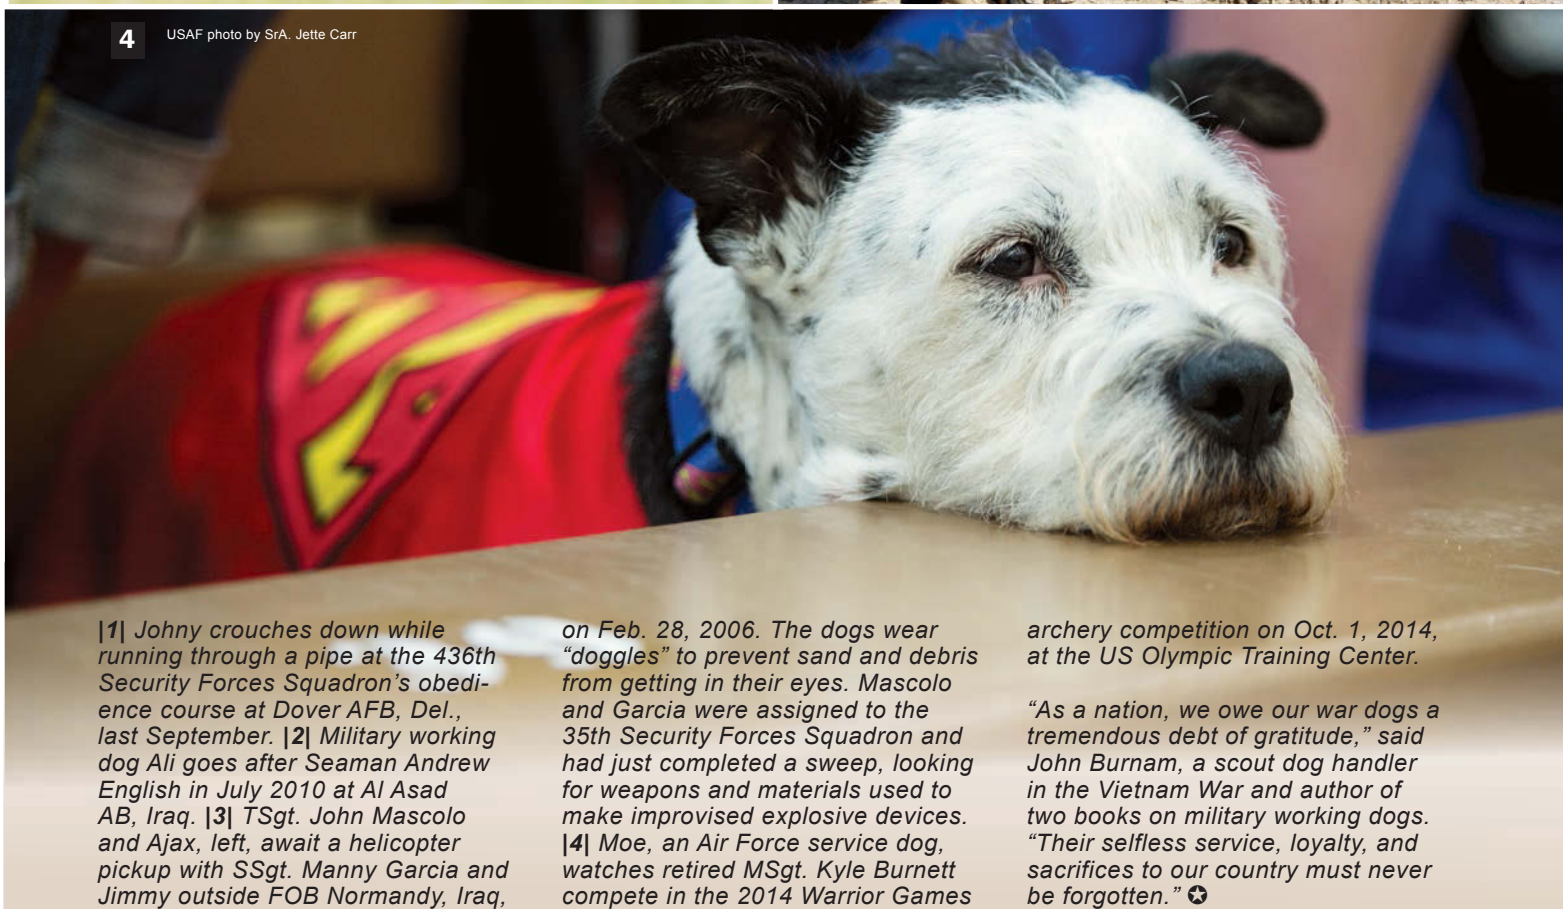 4
USAF photo by SrA. Jette Carr
|1| Johny crouches down while
running through a pipe at the 436th
Security Forces Squadron’s obedi-
ence course at Dover AFB, Del.,
last September. |2| Military working
dog Ali goes after Seaman Andrew
English in July 2010 at Al Asad
AB, Iraq. |3| TSgt. John Mascolo
and Ajax, left, await a helicopter
pickup with SSgt. Manny Garcia and
Jimmy outside FOB Normandy, Iraq,
on Feb. 28, 2006. The dogs wear
“doggles” to prevent sand and debris
from getting in their eyes. Mascolo
and Garcia were assigned to the
35th Security Forces Squadron and
had just completed a sweep, looking
for weapons and materials used to
make improvised explosive devices.
|4| Moe, an Air Force service dog,
watches retired MSgt. Kyle Burnett
compete in the 2014 Warrior Games
archery competition on Oct. 1, 2014,
at the US Olympic Training Center.
“As a nation, we owe our war dogs a
tremendous debt of gratitude,” said
John Burnam, a scout dog handler
in the Vietnam War and author of
two books on military working dogs.
“Their selfless service, loyalty, and
sacrifices to our country must never
be forgotten.” ✪